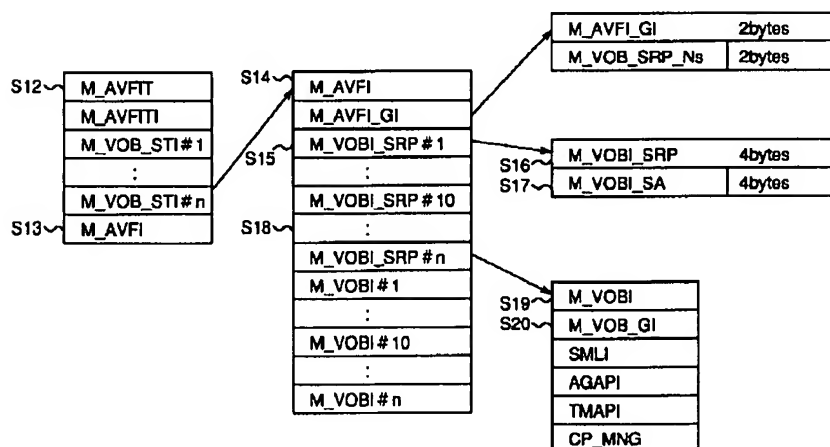 S12
M_AVFIT
M_AVFITI
M_VOB_STI#1
:
M_VOB_STI#n
S13
M_AVFI
S14
M_AVFI
M_AVFI_GI
S15
M_VOBI_SRP#1
:
M_VOBI_SRP#10
S18
:
M_VOBI_SRP#n
M_VOBI#1
:
M_VOBI#10
:
M_VOBI#n
M_AVFI_GI 2bytes
M_VOB_SRP_Ns 2bytes
S16
M_VOBI_SRP 4bytes
S17
M_VOBI_SA 4bytes
S19
M_VOBI
S20
M_VOB_GI
SMLI
AGAPI
TMAPI
CP_MNG